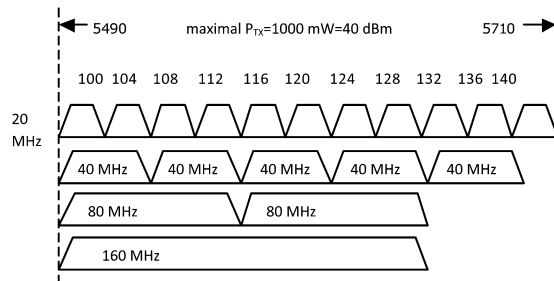 5490 maximal PTX=1000 mW=40 dBm 5710
100 104 108 112 116 120 124 128 132 136 140
20
MHz
40 MHz 40 MHz 40 MHz 40 MHz 40 MHz
80 MHz 80 MHz
160 MHz